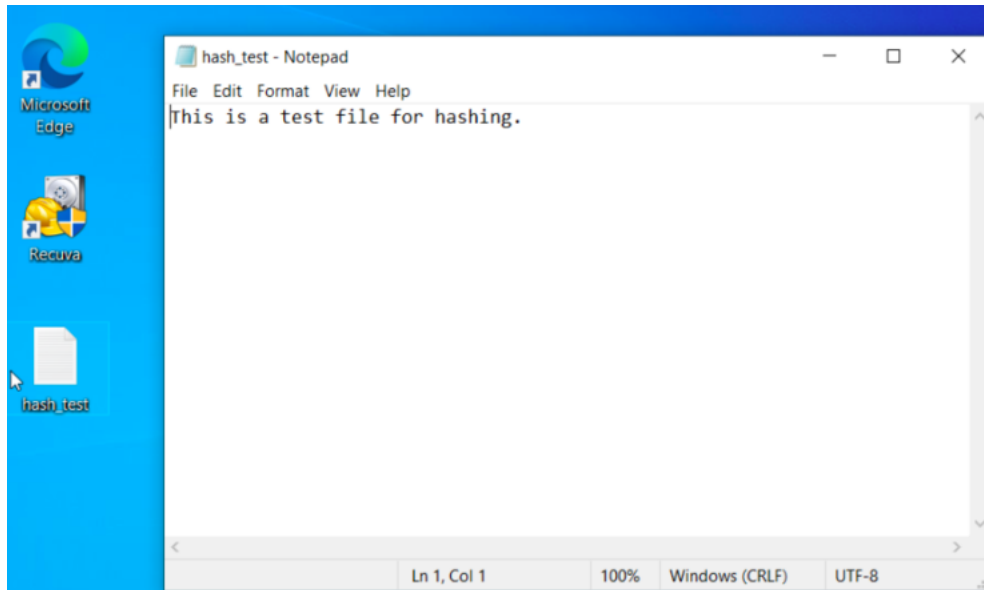 Microsoft
Edge
Recuva
hash_test
hash_test - Notepad
File Edit Format View Help
This is a test file for hashing.
Ln 1, Col 1 100% Windows (CRLF) UTF-8